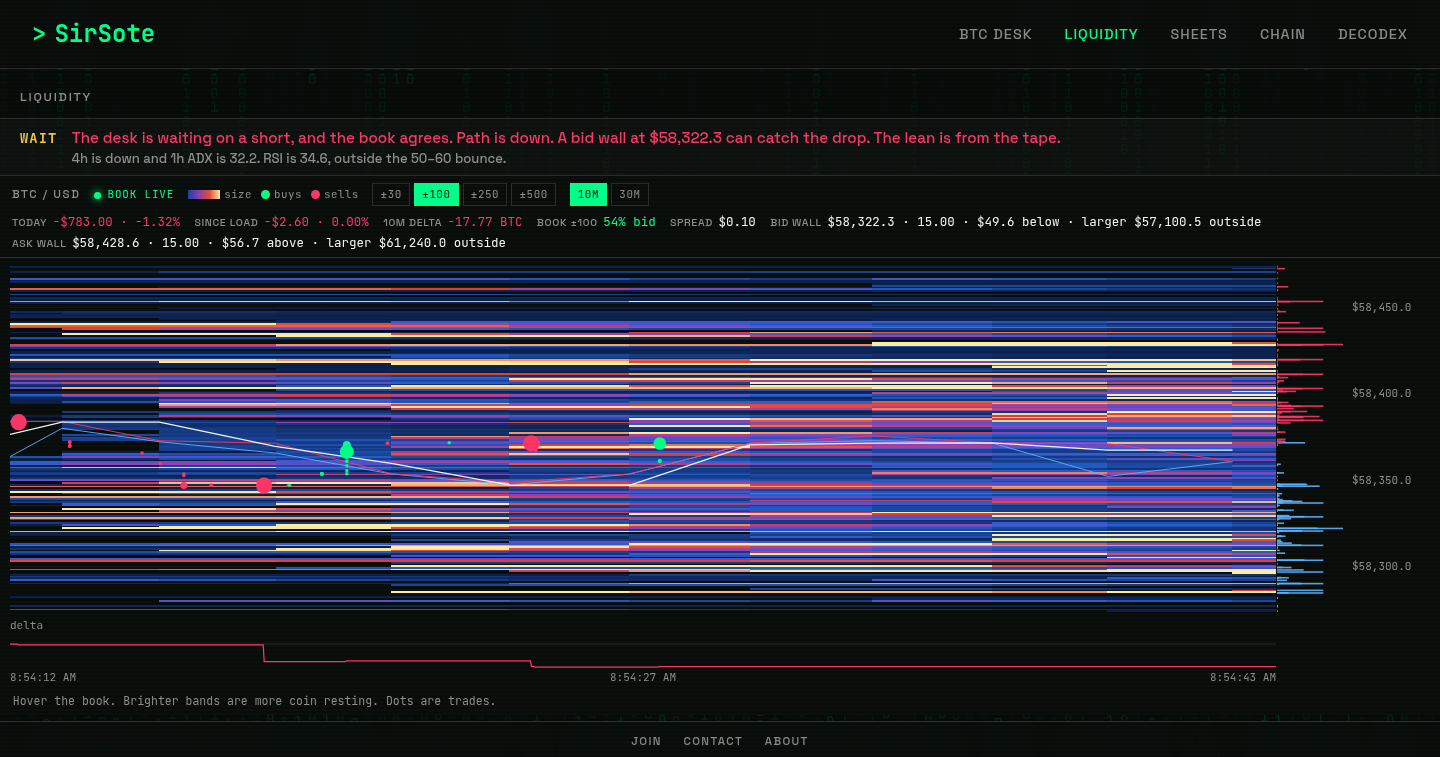 > SirSote
BTC DESK LIQUIDITY SHEETS CHAIN DECODEX
LIQUIDITY
WAIT The desk is waiting on a short, and the book agrees. Path is down. A bid wall at $58,322.3 can catch the drop. The lean is from the tape.
4h is down and 1h ADX is 32.2. RSI is 34.6, outside the 50–60 bounce.
BTC / USD BOOK LIVE size buys sells ±30 ±100 ±250 ±500 10M 30M
TODAY -$783.00 · -1.32% SINCE LOAD -$2.60 · 0.00% 10M DELTA -17.77 BTC BOOK ±100 54% bid SPREAD $0.10 BID WALL $58,322.3 · 15.00 · $49.6 below · larger $57,100.5 outside
ASK WALL $58,428.6 · 15.00 · $56.7 above · larger $61,240.0 outside
$58,450.0
$58,400.0
$58,350.0
$58,300.0
delta
8:54:12 AM 8:54:27 AM 8:54:43 AM
Hover the book. Brighter bands are more coin resting. Dots are trades.
JOIN CONTACT ABOUT